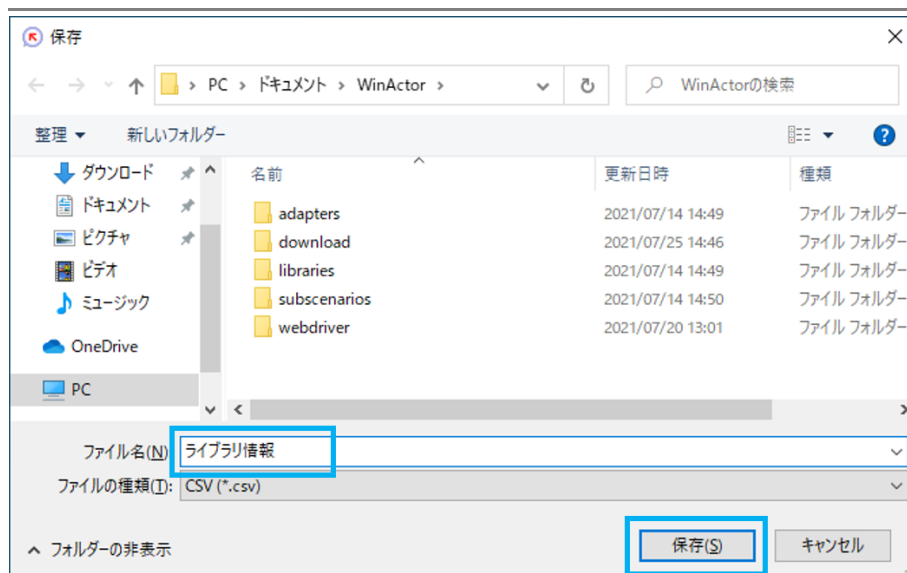 保存
PC › ドキュメント › WinActor ›
WinActorの検索
整理
新しいフォルダー
?
ダウンロード
ドキュメント
ピクチャ
ビデオ
ミュージック
OneDrive
PC
名前 更新日時 種類
adapters 2021/07/14 14:49 ファイル フォルダー
download 2021/07/25 14:46 ファイル フォルダー
libraries 2021/07/14 14:49 ファイル フォルダー
subscenarios 2021/07/14 14:50 ファイル フォルダー
webdriver 2021/07/20 13:01 ファイル フォルダー
ファイル名(N): ライブラリ情報
ファイルの種類(T): CSV (*.csv)
フォルダーの非表示
保存(S)
キャンセル